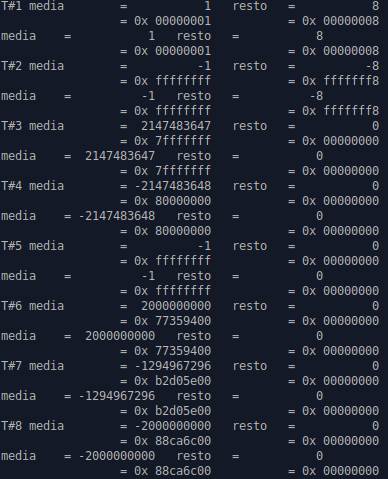 T#1 media        =           1   resto   =           8
                 = 0x 00000001           = 0x 00000008
media    =           1   resto   =           8
                 = 0x 00000001           = 0x 00000008
T#2 media        =          -1   resto   =          -8
                 = 0x ffffffff           = 0x fffffff8
media    =          -1   resto   =          -8
                 = 0x ffffffff           = 0x fffffff8
T#3 media        =  2147483647   resto   =           0
                 = 0x 7fffffff           = 0x 00000000
media    =  2147483647   resto   =           0
                 = 0x 7fffffff           = 0x 00000000
T#4 media        = -2147483648   resto   =           0
                 = 0x 80000000           = 0x 00000000
media    = -2147483648   resto   =           0
                 = 0x 80000000           = 0x 00000000
T#5 media        =          -1   resto   =           0
                 = 0x ffffffff           = 0x 00000000
media    =          -1   resto   =           0
                 = 0x ffffffff           = 0x 00000000
T#6 media        =  2000000000   resto   =           0
                 = 0x 77359400           = 0x 00000000
media    =  2000000000   resto   =           0
                 = 0x 77359400           = 0x 00000000
T#7 media        = -1294967296   resto   =           0
                 = 0x b2d05e00           = 0x 00000000
media    = -1294967296   resto   =           0
                 = 0x b2d05e00           = 0x 00000000
T#8 media        = -2000000000   resto   =           0
                 = 0x 88ca6c00           = 0x 00000000
media    = -2000000000   resto   =           0
                 = 0x 88ca6c00           = 0x 00000000